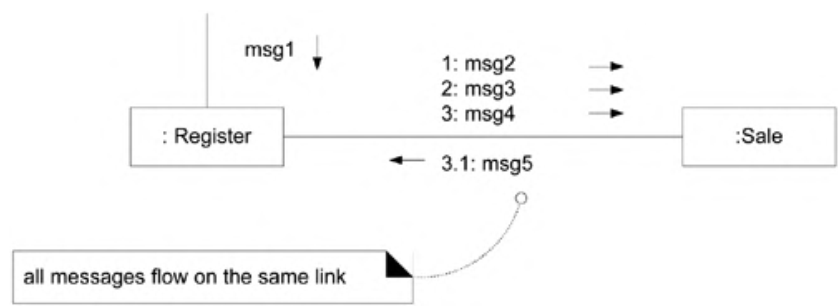 msg1
1: msg2
2: msg3
3: msg4
: Register
:Sale
3.1: msg5
all messages flow on the same link